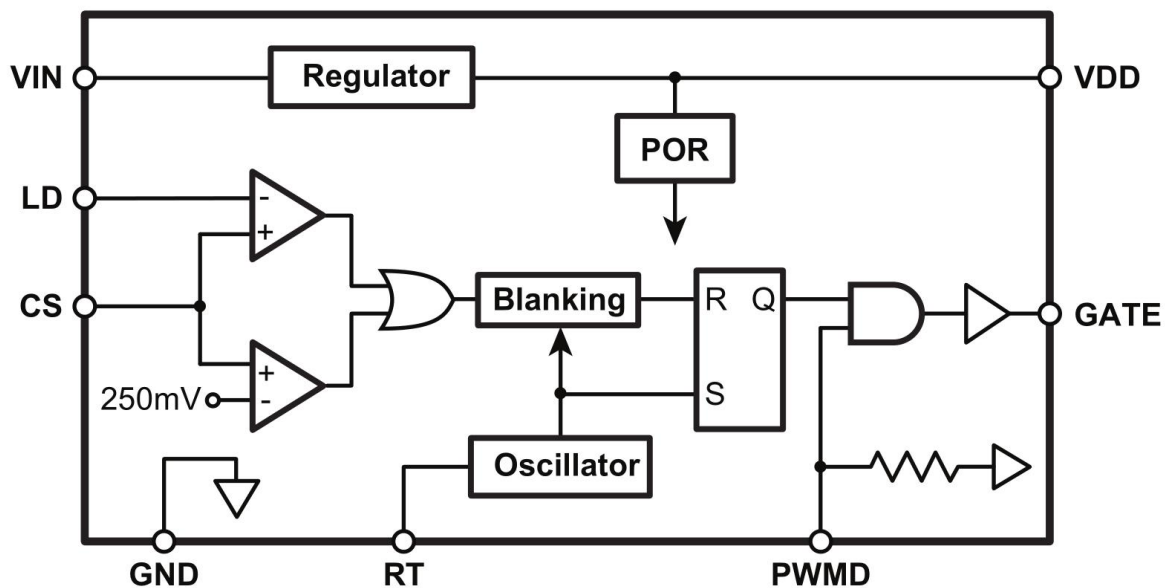 VIN
Regulator
VDD
POR
LD
-
+
CS
Blanking
R Q
GATE
+
250mV
-
S
Oscillator
GND
RT
PWMD